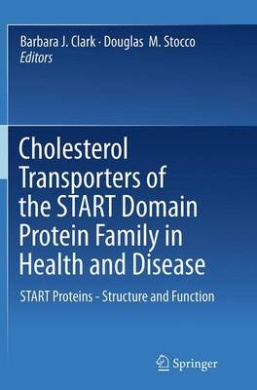 Barbara J. Clark · Douglas M. Stocco
Editors
Cholesterol
Transporters of
the START Domain
Protein Family in
Health and Disease
START Proteins - Structure and Function
Springer